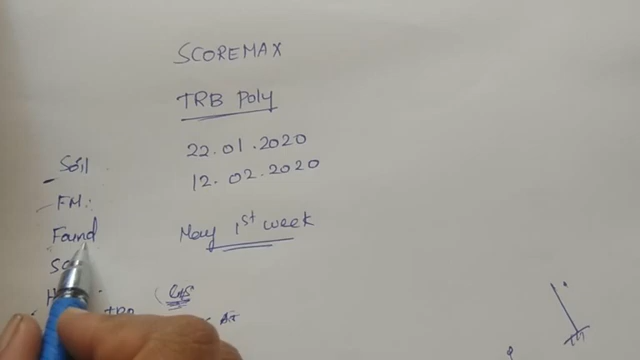 SCOREMAX
TRB Poly
22.01.2020
12.02.2020
May 1st week
Soil
FM.
Found